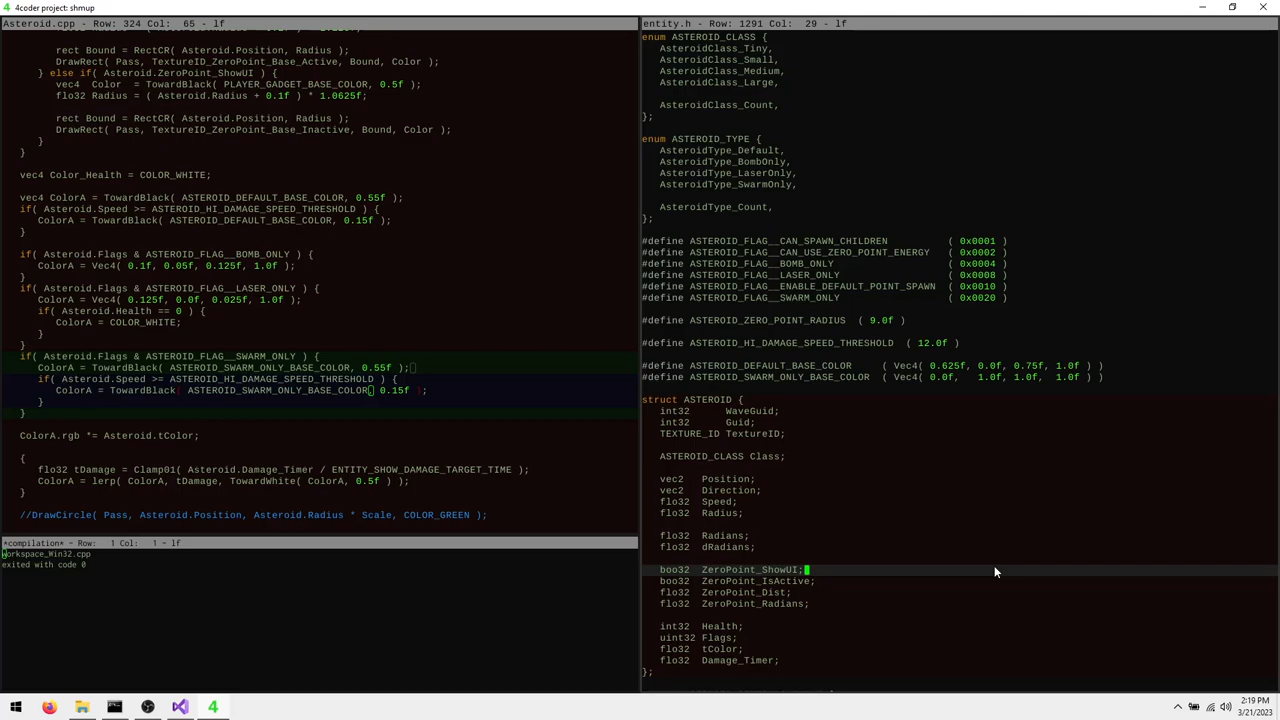 4coder project: shmup
Asteroid.cpp - Row: 324 Col: 65 - lf
rect Bound = RectCR( Asteroid.Position, Radius );
DrawRect( Pass, TextureID_ZeroPoint_Base_Active, Bound, Color );
} else if( Asteroid.ZeroPoint_ShowUI ) {
vec4 Color = TowardBlack( PLAYER_GADGET_BASE_COLOR, 0.5f );
flo32 Radius = ( Asteroid.Radius + 0.1f ) * 1.0625f;
rect Bound = RectCR( Asteroid.Position, Radius );
DrawRect( Pass, TextureID_ZeroPoint_Base_Inactive, Bound, Color );
}
}
vec4 Color_Health = COLOR_WHITE;
vec4 ColorA = TowardBlack( ASTEROID_DEFAULT_BASE_COLOR, 0.55f );
if( Asteroid.Speed >= ASTEROID_HI_DAMAGE_SPEED_THRESHOLD ) {
ColorA = TowardBlack( ASTEROID_DEFAULT_BASE_COLOR, 0.15f );
}
if( Asteroid.Flags & ASTEROID_FLAG__BOMB_ONLY ) {
ColorA = Vec4( 0.1f, 0.05f, 0.125f, 1.0f );
}
if( Asteroid.Flags & ASTEROID_FLAG__LASER_ONLY ) {
ColorA = Vec4( 0.125f, 0.0f, 0.025f, 1.0f );
if( Asteroid.Health == 0 ) {
ColorA = COLOR_WHITE;
}
}
if( Asteroid.Flags & ASTEROID_FLAG__SWARM_ONLY ) {
ColorA = TowardBlack( ASTEROID_SWARM_ONLY_BASE_COLOR, 0.55f );
if( Asteroid.Speed >= ASTEROID_HI_DAMAGE_SPEED_THRESHOLD ) {
ColorA = TowardBlack( ASTEROID_SWARM_ONLY_BASE_COLOR, 0.15f );
}
}
ColorA.rgb *= Asteroid.tColor;
{
flo32 tDamage = Clamp01( Asteroid.Damage_Timer / ENTITY_SHOW_DAMAGE_TARGET_TIME );
ColorA = lerp( ColorA, tDamage, TowardWhite( ColorA, 0.5f ) );
}
/DrawCircle( Pass, Asteroid.Position, Asteroid.Radius * Scale, COLOR_GREEN );
*compilation* - Row: 1 Col: 1 - lf
workspace_Win32.cpp
exited with code 0
entity.h - Row: 1291 Col: 29 - lf
enum ASTEROID_CLASS {
AsteroidClass_Tiny,
AsteroidClass_Small,
AsteroidClass_Medium,
AsteroidClass_Large,
AsteroidClass_Count,
};
enum ASTEROID_TYPE {
AsteroidType_Default,
AsteroidType_BombOnly,
AsteroidType_LaserOnly,
AsteroidType_SwarmOnly,
AsteroidType_Count,
};
#define ASTEROID_FLAG__CAN_SPAWN_CHILDREN ( 0x0001 )
#define ASTEROID_FLAG__CAN_USE_ZERO_POINT_ENERGY ( 0x0002 )
#define ASTEROID_FLAG__BOMB_ONLY ( 0x0004 )
#define ASTEROID_FLAG__LASER_ONLY ( 0x0008 )
#define ASTEROID_FLAG__ENABLE_DEFAULT_POINT_SPAWN ( 0x0010 )
#define ASTEROID_FLAG__SWARM_ONLY ( 0x0020 )
#define ASTEROID_ZERO_POINT_RADIUS ( 9.0f )
#define ASTEROID_HI_DAMAGE_SPEED_THRESHOLD ( 12.0f )
#define ASTEROID_DEFAULT_BASE_COLOR ( Vec4( 0.625f, 0.0f, 0.75f, 1.0f ) )
#define ASTEROID_SWARM_ONLY_BASE_COLOR ( Vec4( 0.0f, 1.0f, 1.0f, 1.0f ) )
struct ASTEROID {
int32 WaveGuid;
int32 Guid;
TEXTURE_ID TextureID;
ASTEROID_CLASS Class;
vec2 Position;
vec2 Direction;
flo32 Speed;
flo32 Radius;
flo32 Radians;
flo32 dRadians;
boo32 ZeroPoint_ShowUI;
boo32 ZeroPoint_IsActive;
flo32 ZeroPoint_Dist;
flo32 ZeroPoint_Radians;
int32 Health;
uint32 Flags;
flo32 tColor;
flo32 Damage_Timer;
};
2:19 PM
3/21/2023